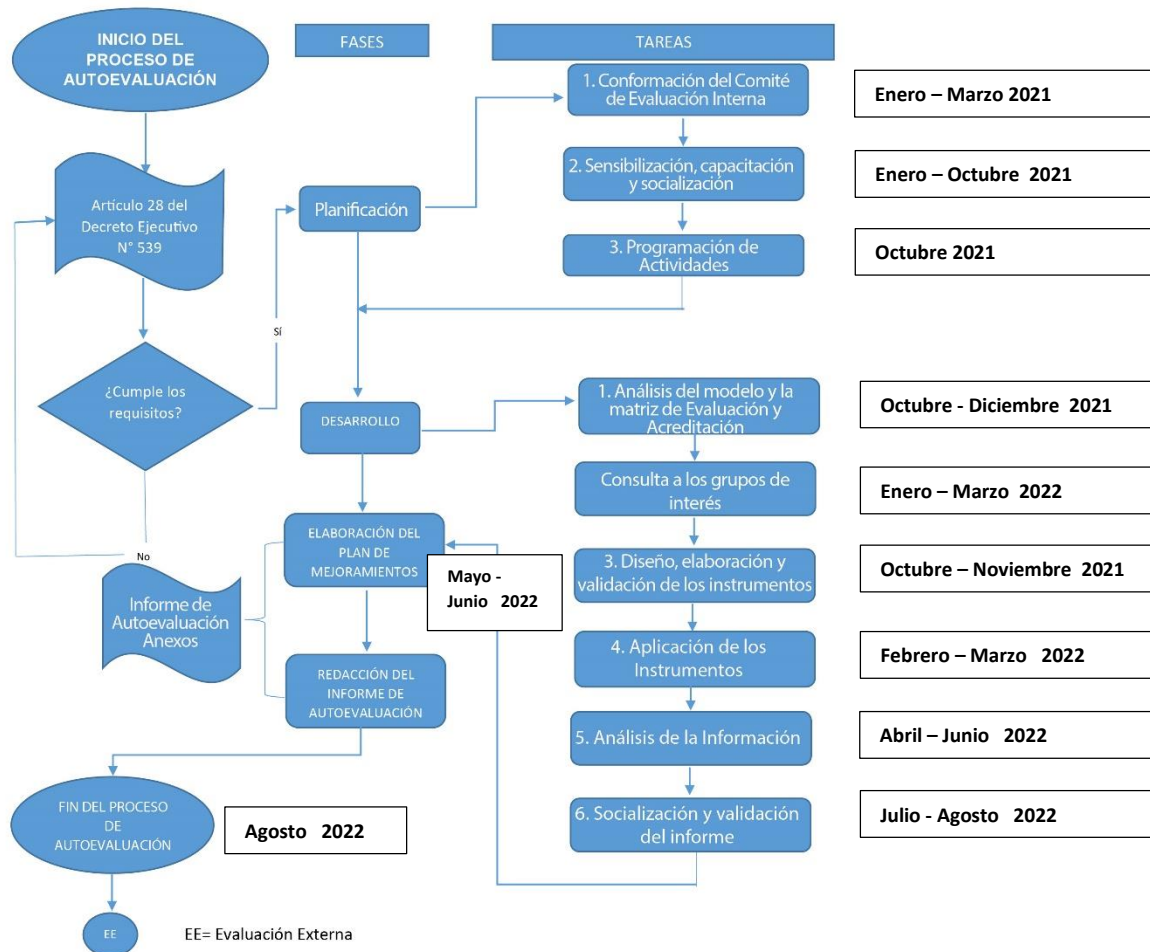 INICIO DEL
PROCESO DE
AUTOEVALUACIÓN
FASES
TAREAS
1. Conformación del Comité
de Evaluación Interna
Enero – Marzo 2021
2. Sensibilización, capacitación
y socialización
Enero – Octubre 2021
Artículo 28 del
Decreto Ejecutivo
N° 539
Planificación
3. Programación de
Actividades
Octubre 2021
Sí
¿Cumple los
requisitos?
DESARROLLO
1. Análisis del modelo y la
matriz de Evaluación y
Acreditación
Octubre - Diciembre 2021
Consulta a los grupos de
interés
Enero – Marzo 2022
No
ELABORACIÓN DEL
PLAN DE
MEJORAMIENTOS
Mayo -
Junio 2022
3. Diseño, elaboración y
validación de los instrumentos
Octubre – Noviembre 2021
Informe de
Autoevaluación
Anexos
4. Aplicación de los
Instrumentos
Febrero – Marzo 2022
REDACCIÓN DEL
INFORME DE
AUTOEVALUACIÓN
5. Análisis de la Información
Abril – Junio 2022
FIN DEL PROCESO
DE
AUTOEVALUACIÓN
Agosto 2022
6. Socialización y validación
del informe
Julio - Agosto 2022
EE
EE= Evaluación Externa